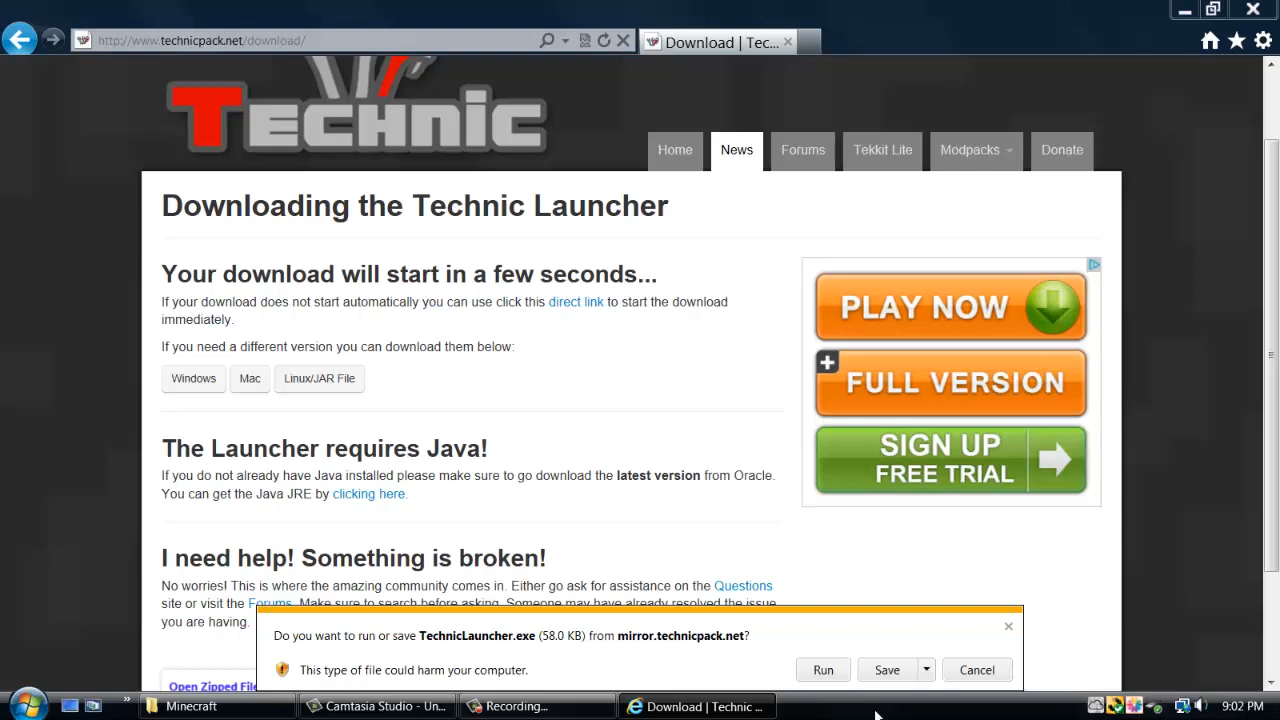 http://www.technicpack.net/download/
Download | Tec...
TECHNIC
Home
News
Forums
Tekkit Lite
Modpacks
Donate
Downloading the Technic Launcher
Your download will start in a few seconds...
If your download does not start automatically you can use click this direct link to start the download
immediately.
If you need a different version you can download them below:
Windows
Mac
Linux/JAR File
PLAY NOW
FULL VERSION
SIGN UP
FREE TRIAL
The Launcher requires Java!
If you do not already have Java installed please make sure to go download the latest version from Oracle.
You can get the Java JRE by clicking here.
I need help! Something is broken!
No worries! This is where the amazing community comes in. Either go ask for assistance on the Questions
site or visit the Forums. Make sure to search before asking. Someone may have already resolved the issue
you are having.
Do you want to run or save TechnicLauncher.exe (58.0 KB) from mirror.technicpack.net?
This type of file could harm your computer.
Run
Save
Cancel
Open Zipped File
Minecraft
Camtasia Studio - Un...
Recording...
Download | Technic ...
9:02 PM